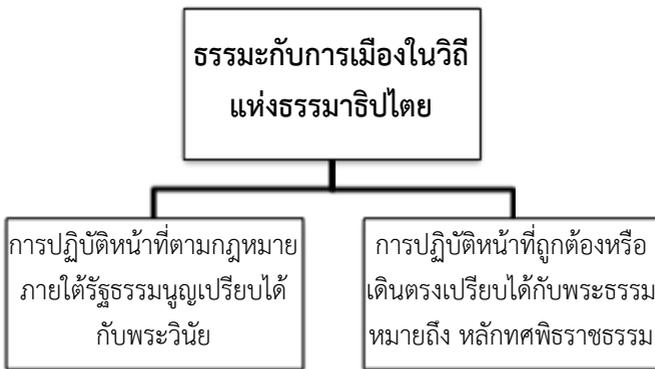 ธรรมะกับการเมืองในวิถี
แห่งธรรมาธิปไตย
การปฏิบัติหน้าที่ตามกฎหมาย
ภายใต้รัฐธรรมนูญเปรียบได้
กับพระวินัย
การปฏิบัติหน้าที่ถูกต้องหรือ
เดินตรงเปรียบได้กับพระธรรม
หมายถึง หลักทศพิธราชธรรม